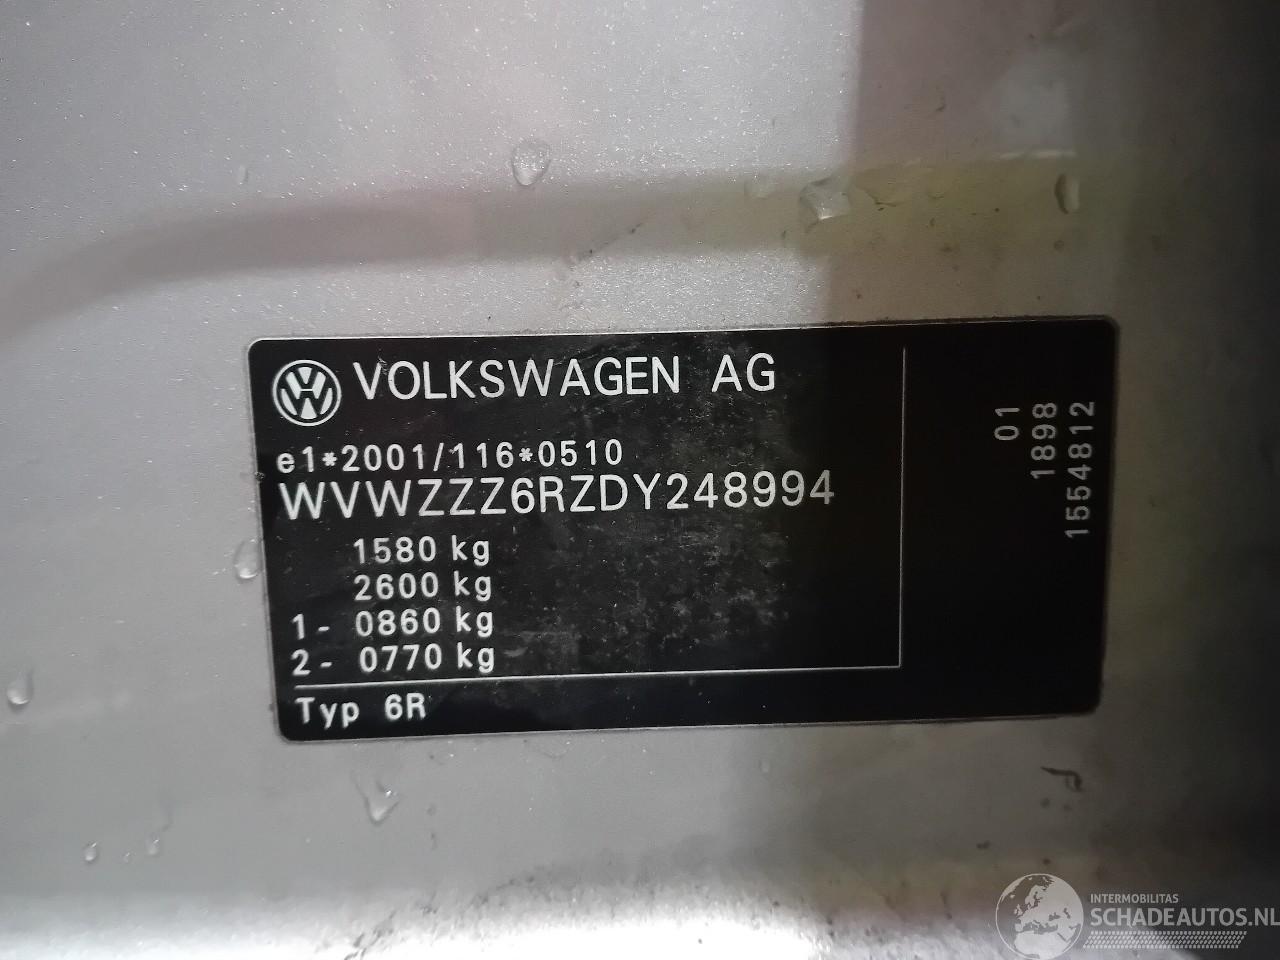 VOLKSWAGEN AG
e1*2001/116*0510
WVWZZZ6RZDY248994
1580 kg
2600 kg
1- 0860 kg
2- 0770 kg
Typ 6R
01
1898
1554812
INTERMOBILITAS
SCHADEAUTOS.NL